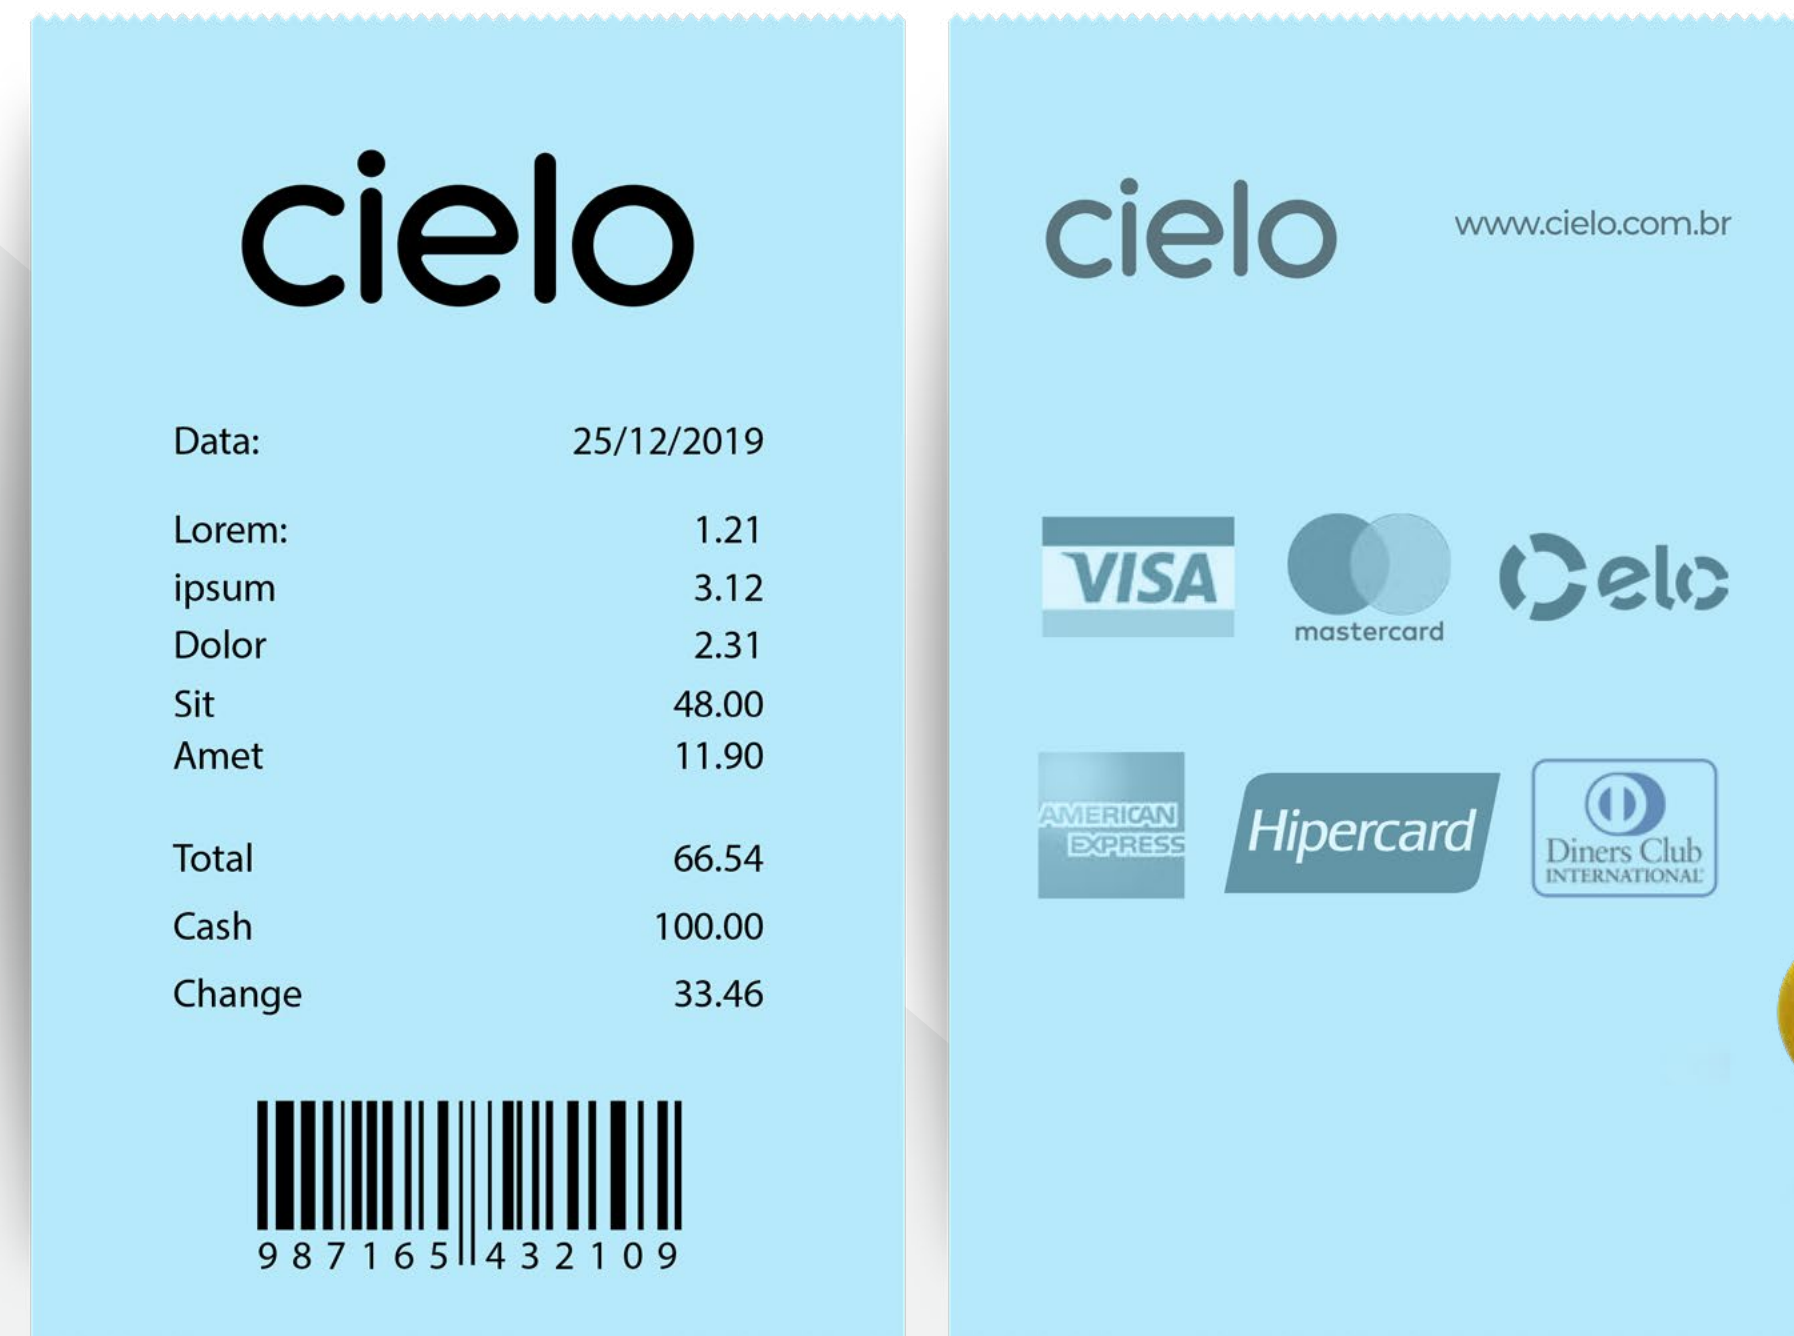 cielo
Data: 25/12/2019
Lorem: 1.21
ipsum 3.12
Dolor 2.31
Sit 48.00
Amet 11.90
Total 66.54
Cash 100.00
Change 33.46
987165 432109
cielo www.cielo.com.br
VISA
mastercard
elo
AMERICAN
EXPRESS
Hipercard
Diners Club
INTERNATIONAL